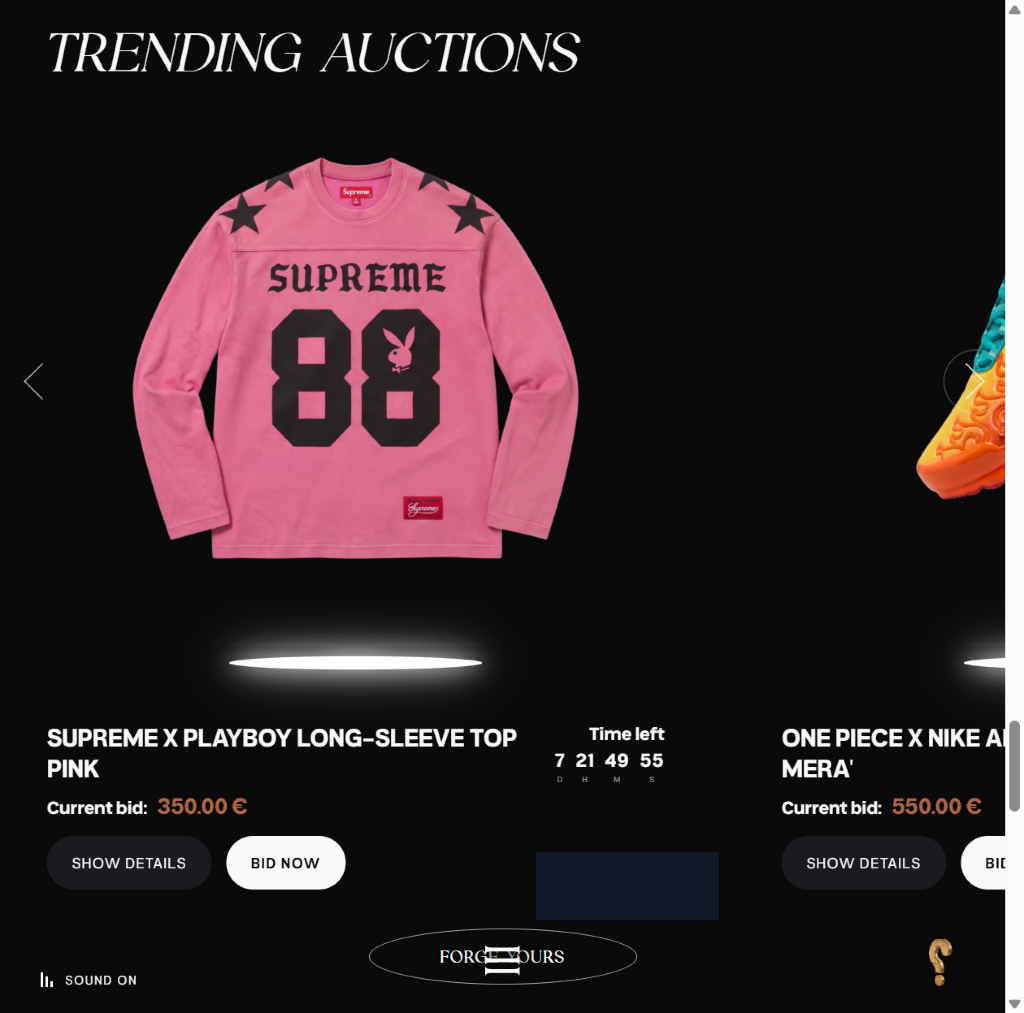 TRENDING AUCTIONS
Supreme
SUPREME
88
Supreme
SUPREME X PLAYBOY LONG-SLEEVE TOP
PINK
Time left
7 21 49 55
D H M S
Current bid: 350.00 €
SHOW DETAILS
BID NOW
ONE PIECE X NIKE
MERA'
Current bid: 550.00 €
SHOW DETAILS
FORGE YOURS
SOUND ON